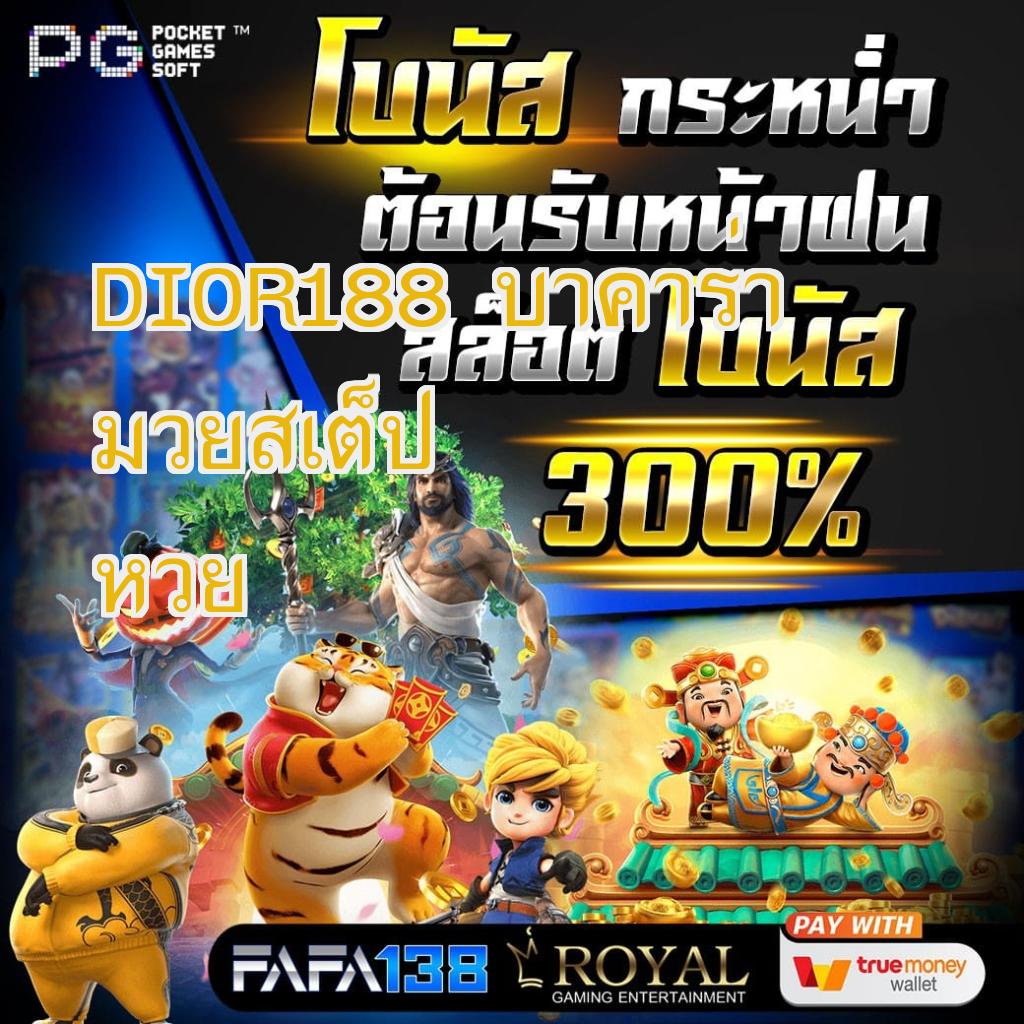 PG POCKET GAMES SOFT™
โบนัส กระหน่ำ
ต้อนรับหน้าฝน
DIOR188 บาคารา
สล็อต โบนัส
มวยสเต็ป
300%
หวย
FAFA138
ROYAL
GAMING ENTERTAINMENT
PAY WITH
truemoney
wallet